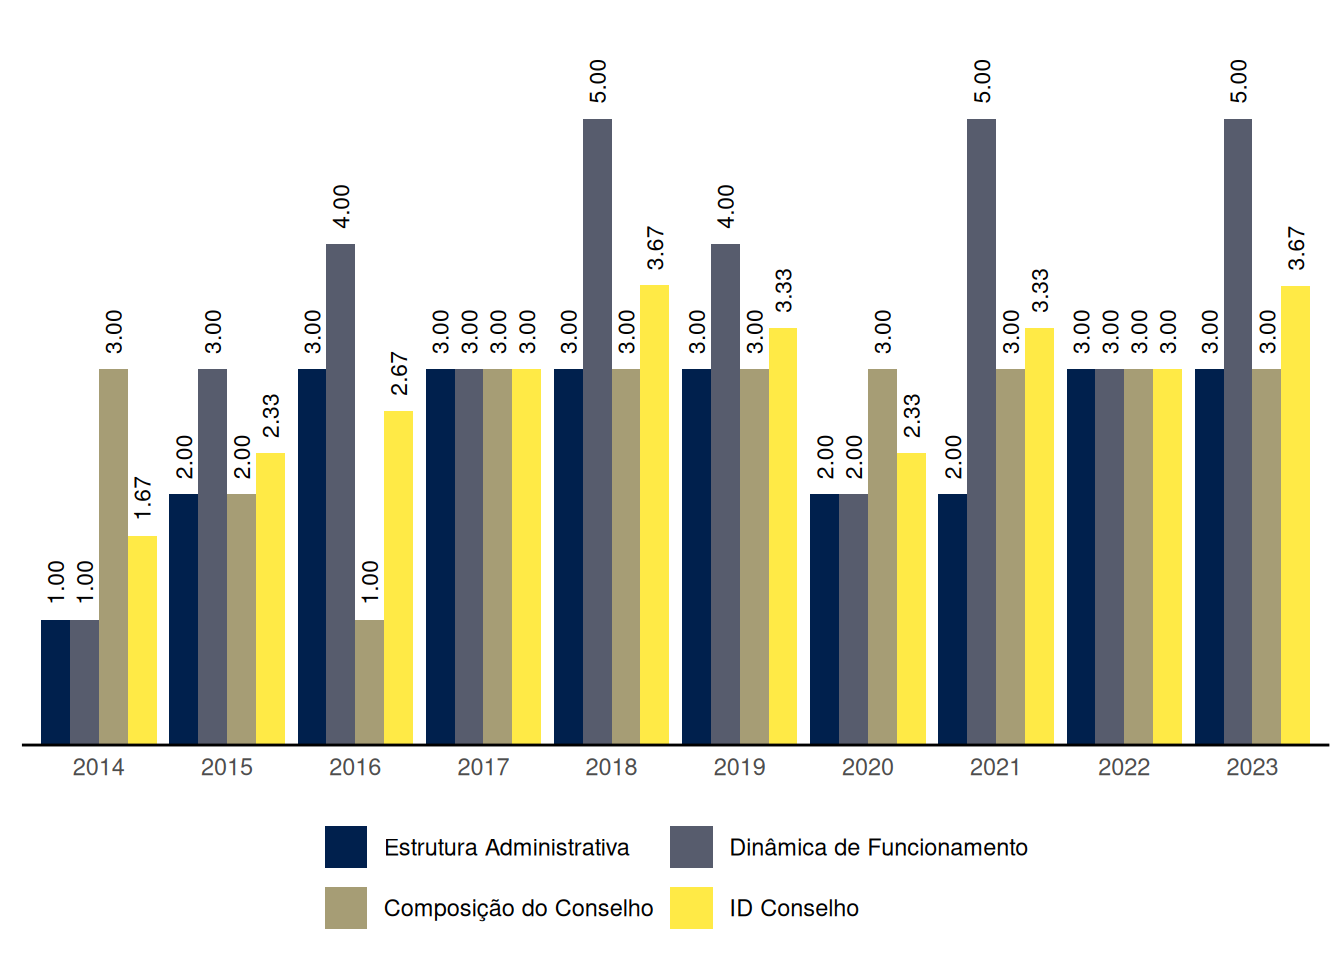 1.00 1.00 3.00 1.67
2.00 3.00 2.00 2.33
3.00 4.00 1.00 2.67
3.00 3.00 3.00 3.00
3.00 5.00 3.00 3.67
3.00 4.00 3.00 3.33
2.00 2.00 3.00 2.33
2.00 5.00 3.00 3.33
3.00 3.00 3.00 3.00
3.00 5.00 3.00 3.67
2014 2015 2016 2017 2018 2019 2020 2021 2022 2023
Estrutura Administrativa Dinâmica de Funcionamento
Composição do Conselho ID Conselho